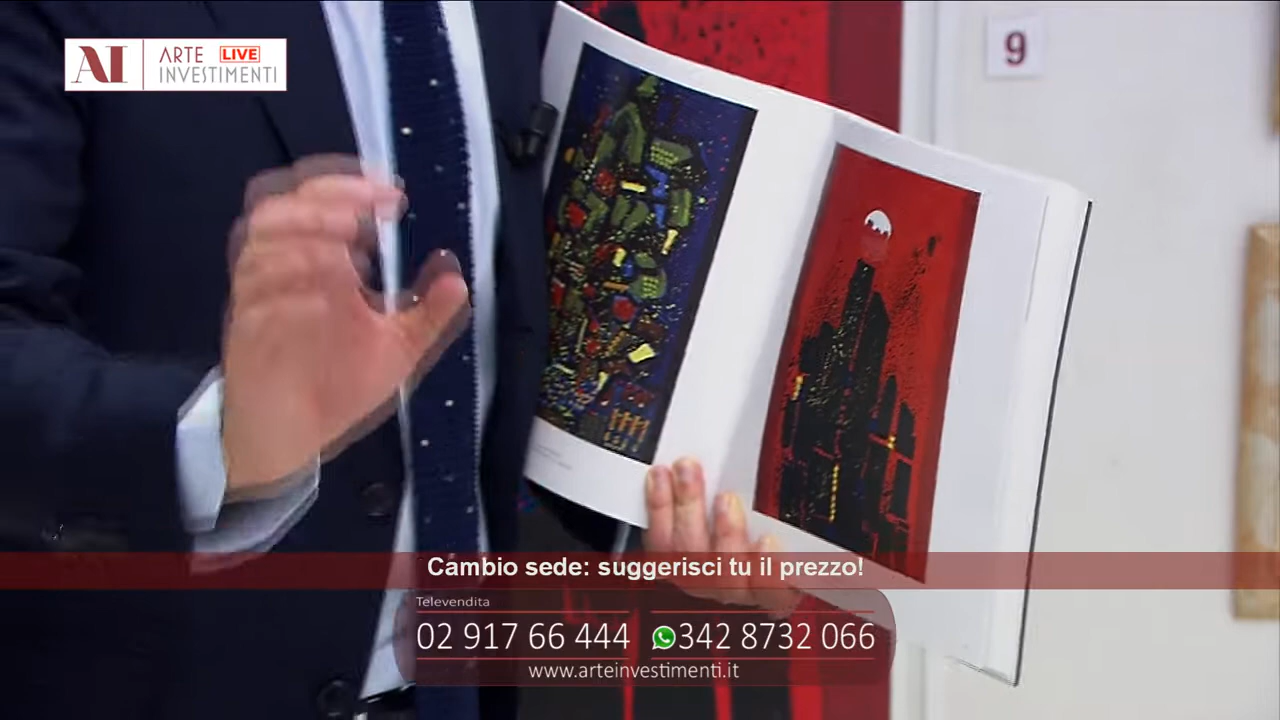 AI
ARTE LIVE
INVESTIMENTI
9
Cambio sede: suggerisci tu il prezzo!
Televendita
02 917 66 444 342 8732 066
www.arteinvestimenti.it